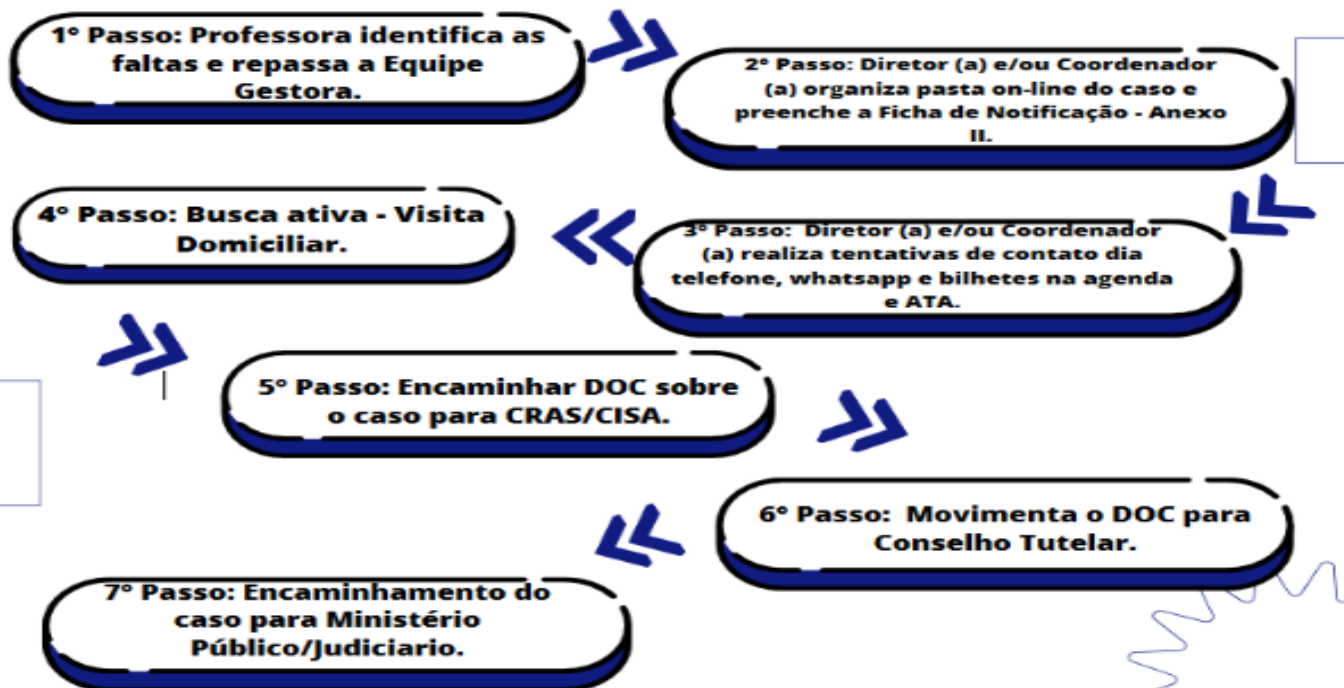 1° Passo: Professora identifica as
faltas e repassa a Equipe
Gestora.
2° Passo: Diretor (a) e/ou Coordenador
(a) organiza pasta on-line do caso e
preenche a Ficha de Notificação - Anexo
II.
3° Passo:  Diretor (a) e/ou Coordenador
(a) realiza tentativas de contato dia
telefone, whatsapp e bilhetes na agenda
e ATA.
4° Passo: Busca ativa - Visita
Domiciliar.
5° Passo: Encaminhar DOC sobre
o caso para CRAS/CISA.
6° Passo:  Movimenta o DOC para
Conselho Tutelar.
7° Passo: Encaminhamento do
caso para Ministério
Público/Judiciario.